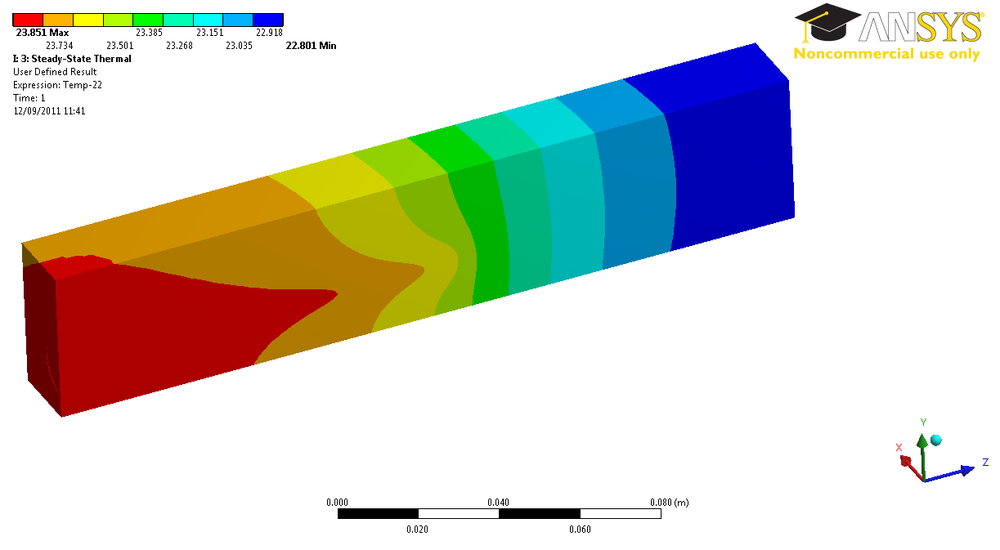 23.851 Max
23.385
23.151
22.918
23.734
23.501
23.268
23.035
22.801 Min
I: 3: Steady-State Thermal
User Defined Result
Expression: Temp-22
Time: 1
12/09/2011 11:41
ANSYS
Noncommercial use only
Y
X
Z
0.000
0.040
0.080 (m)
0.020
0.060